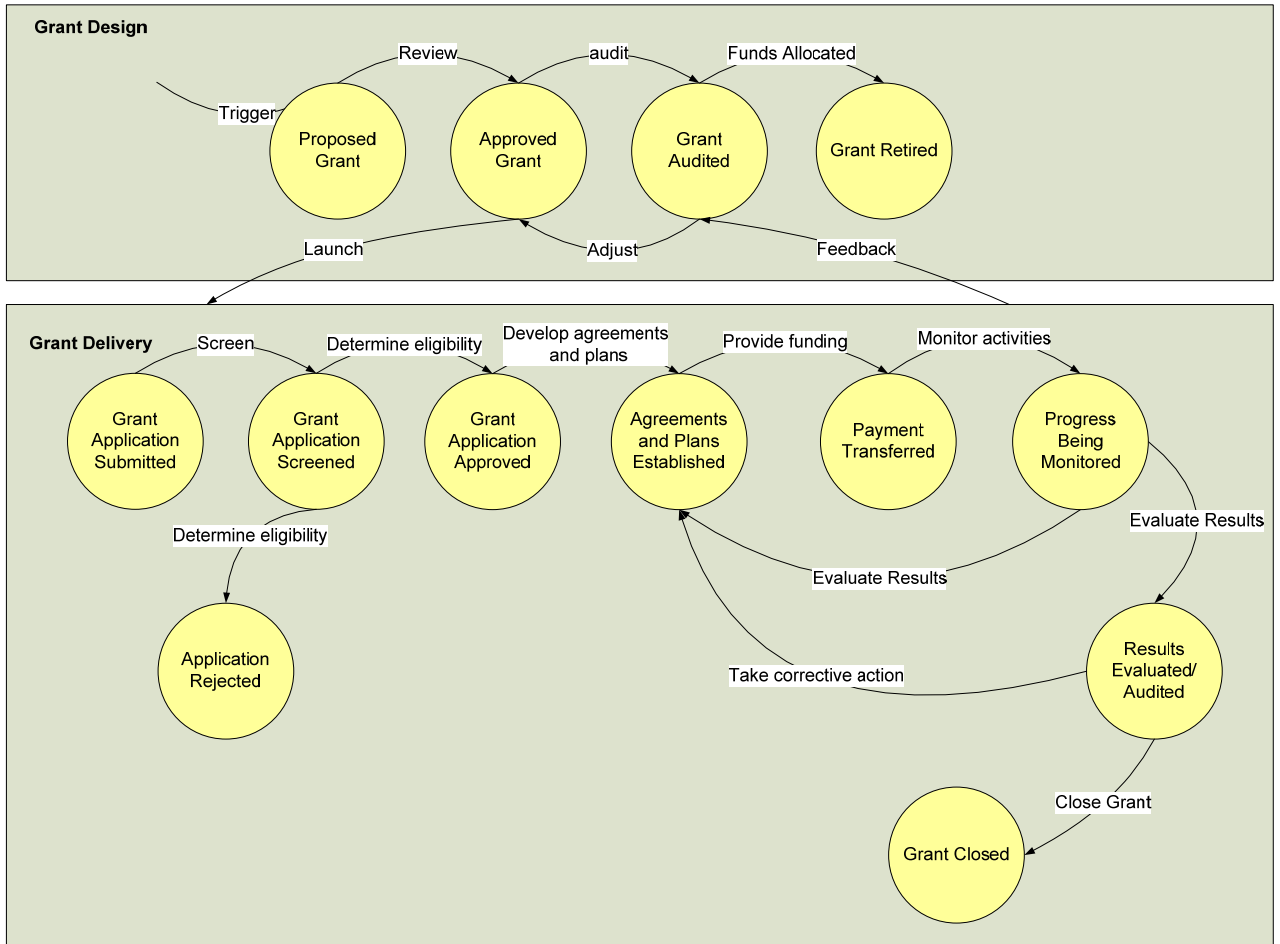 Grant Design
Review
audit
Funds Allocated
Trigger
Proposed
Grant
Approved
Grant
Grant
Audited
Grant Retired
Launch
Adjust
Feedback
Grant Delivery
Screen
Determine eligibility
Develop agreements
and plans
Provide funding
Monitor activities
Grant
Application
Submitted
Grant
Application
Screened
Grant
Application
Approved
Agreements
and Plans
Established
Payment
Transferred
Progress
Being
Monitored
Determine eligibility
Evaluate Results
Evaluate Results
Application
Rejected
Take corrective action
Results
Evaluated/
Audited
Close Grant
Grant Closed